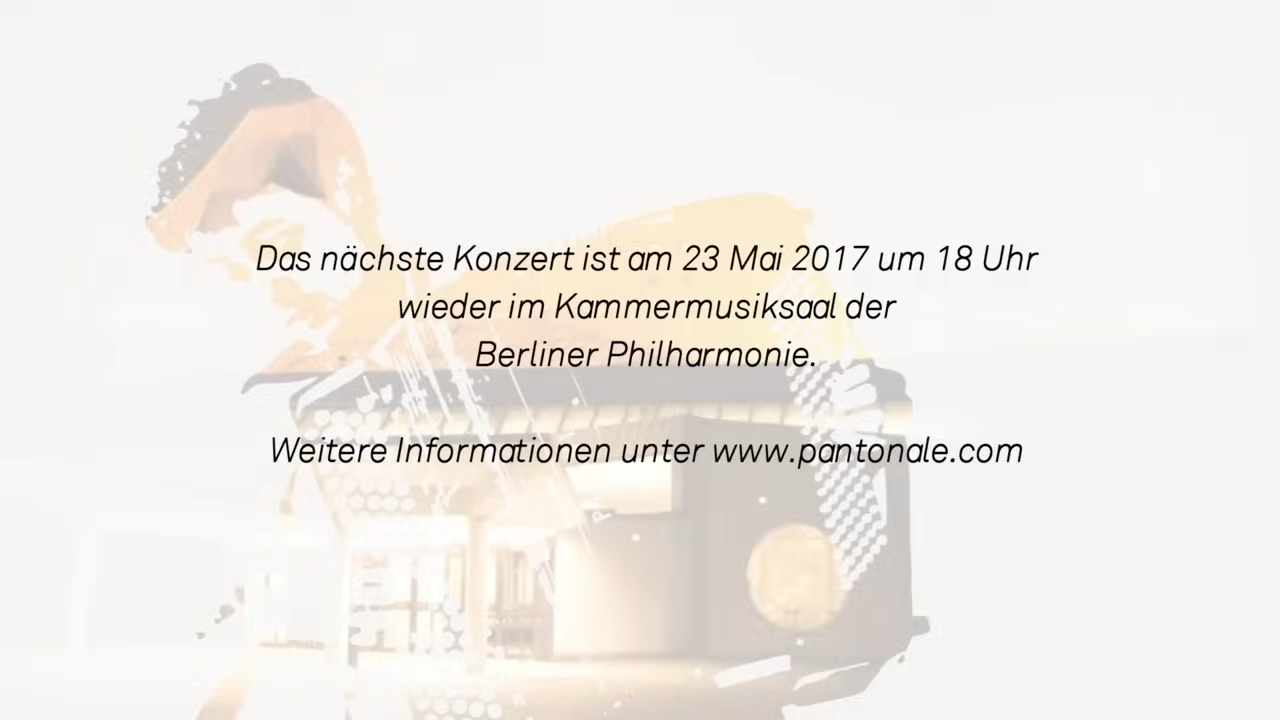 Das nächste Konzert ist am 23 Mai 2017 um 18 Uhr
wieder im Kammermusiksaal der
Berliner Philharmonie.
Weitere Informationen unter www.pantonale.com